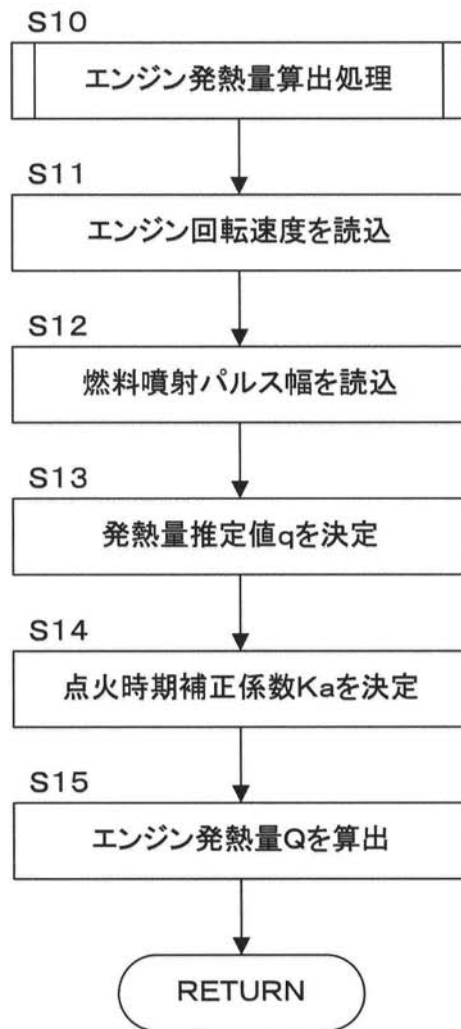 S10
エンジン発熱量算出処理
S11
エンジン回転速度を読込
S12
燃料噴射パルス幅を読込
S13
発熱量推定値qを決定
S14
点火時期補正係数Kaを決定
S15
エンジン発熱量Qを算出
RETURN